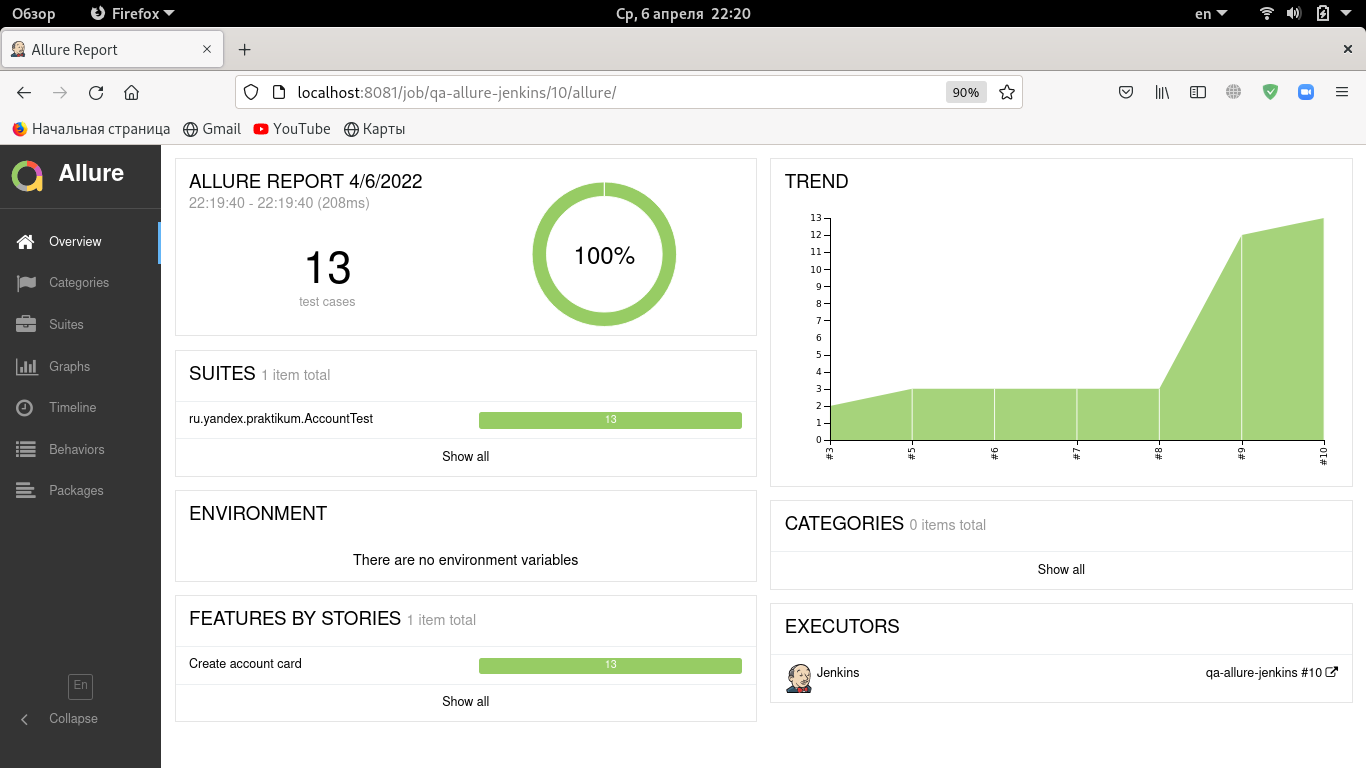 Обзор Firefox Ср, 6 апреля 22:20 en
Allure Report
localhost:8081/job/qa-allure-jenkins/10/allure/ 90%
Начальная страница Gmail YouTube Карты
Allure
Overview
Categories
Suites
Graphs
Timeline
Behaviors
Packages
En
Collapse
ALLURE REPORT 4/6/2022
22:19:40 - 22:19:40 (208ms)
13
test cases
100%
SUITES 1 item total
ru.yandex.praktikum.AccountTest 13
Show all
ENVIRONMENT
There are no environment variables
FEATURES BY STORIES 1 item total
Create account card 13
Show all
TREND
13
12
11
10
9
8
7
6
5
4
3
2
1
0
#3 #5 #6 #7 #8 #9 #10
CATEGORIES 0 items total
Show all
EXECUTORS
Jenkins qa-allure-jenkins #10